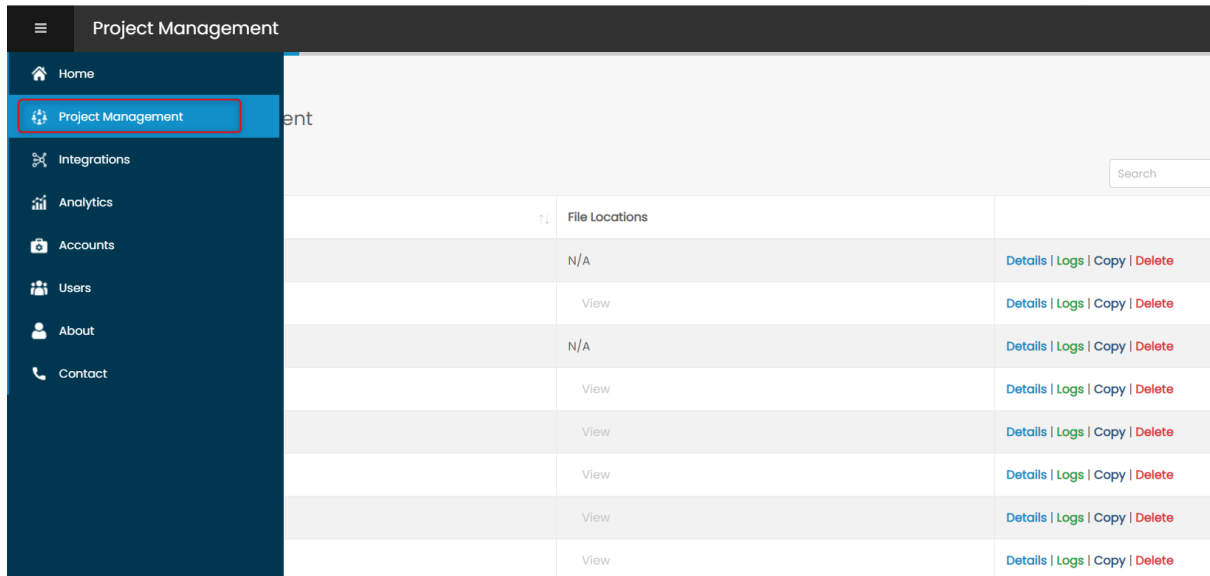 Project Management
Home
Project Management
Integrations
Analytics
Accounts
Users
About
Contact
ent
Search
File Locations
N/A Details | Logs | Copy | Delete
View Details | Logs | Copy | Delete
N/A Details | Logs | Copy | Delete
View Details | Logs | Copy | Delete
View Details | Logs | Copy | Delete
View Details | Logs | Copy | Delete
View Details | Logs | Copy | Delete
View Details | Logs | Copy | Delete